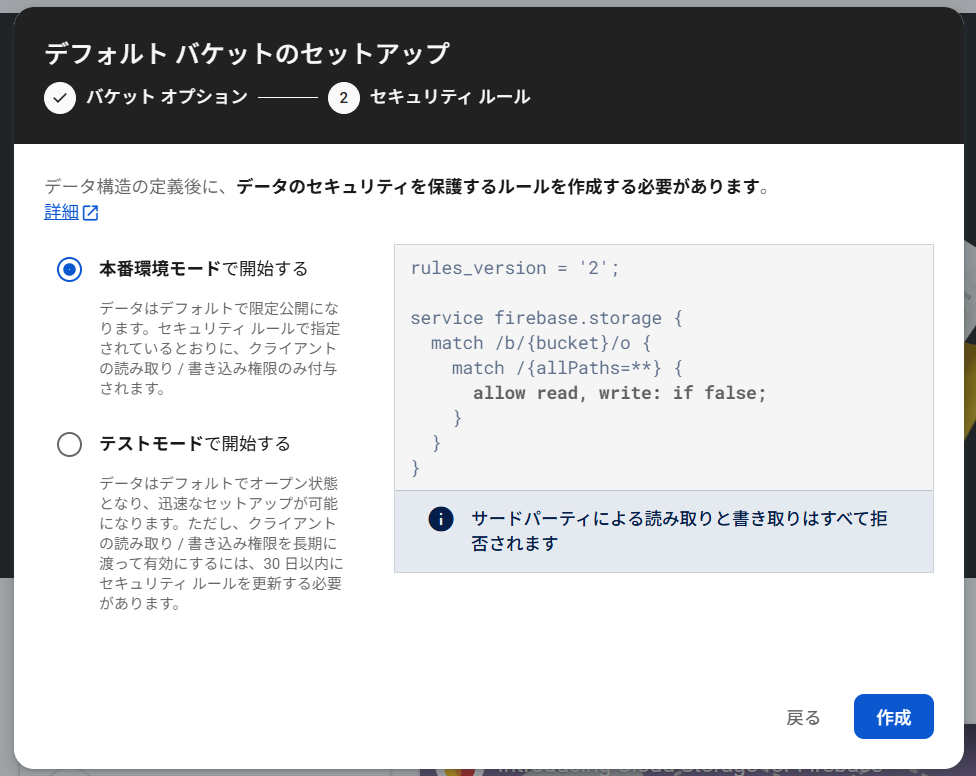 デフォルト バケットのセットアップ
バケット オプション
2 セキュリティ ルール
データ構造の定義後に、データのセキュリティを保護するルールを作成する必要があります。
詳細
本番環境モードで開始する
データはデフォルトで限定公開にな
ります。セキュリティ ルールで指定
されているとおりに、クライアント
の読み取り / 書き込み権限のみ付与
されます。
テストモードで開始する
データはデフォルトでオープン状態
となり、迅速なセットアップが可能
になります。ただし、クライアント
の読み取り / 書き込み権限を長期に
渡って有効にするには、30 日以内に
セキュリティ ルールを更新する必要
があります。
rules_version = '2';
service firebase.storage {
  match /b/{bucket}/o {
    match /{allPaths=**} {
      allow read, write: if false;
    }
  }
}
サードパーティによる読み取りと書き取りはすべて拒
否されます
戻る
作成
Introducing Cloud Storage for Firebase